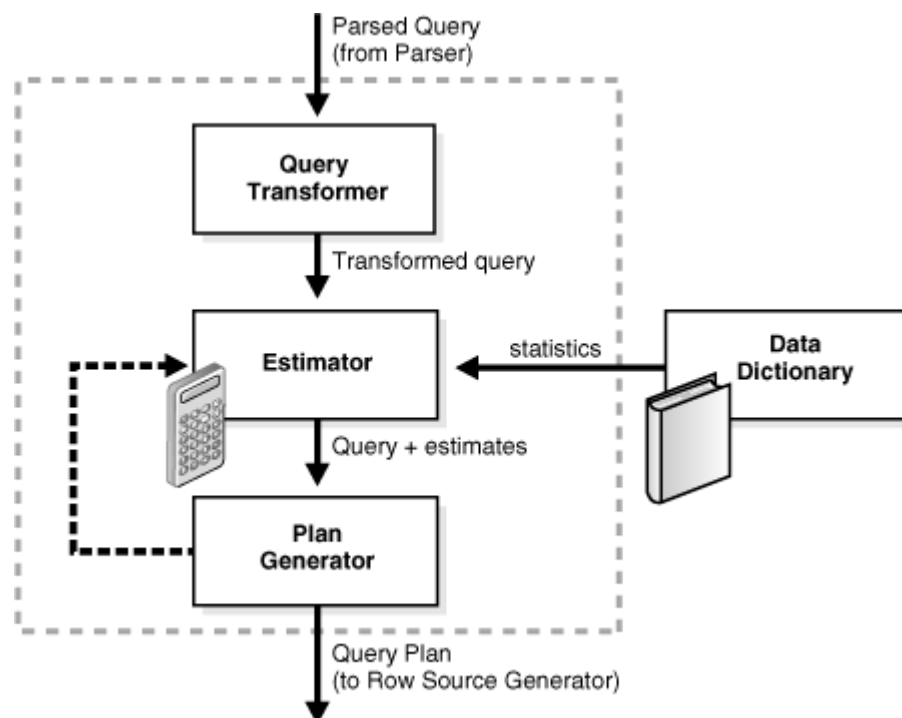 Parsed Query
(from Parser)
Query
Transformer
Transformed query
Estimator
statistics
Data
Dictionary
Query + estimates
Plan
Generator
Query Plan
(to Row Source Generator)